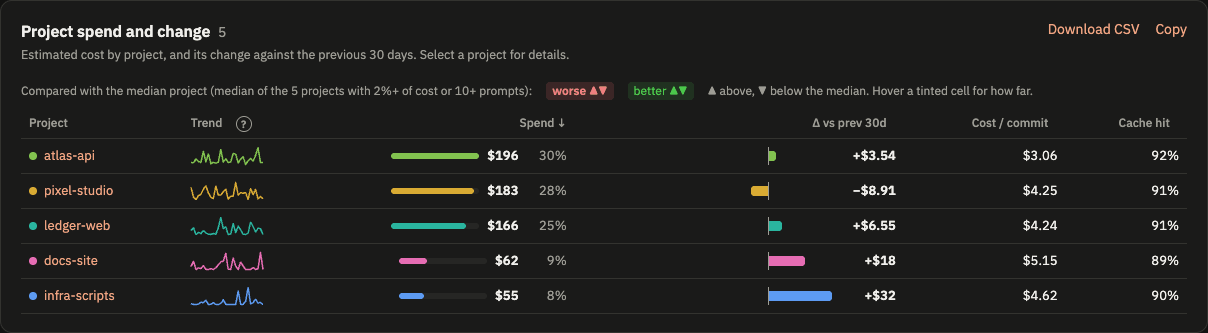 Project spend and change 5
Download CSV Copy
Estimated cost by project, and its change against the previous 30 days. Select a project for details.
Compared with the median project (median of the 5 projects with 2%+ of cost or 10+ prompts): worse ▲▼ better ▲▼ ▲ above, ▼ below the median. Hover a tinted cell for how far.
Project Trend ? Spend ↓ Δ vs prev 30d Cost / commit Cache hit
atlas-api $196 30% +$3.54 $3.06 92%
pixel-studio $183 28% −$8.91 $4.25 91%
ledger-web $166 25% +$6.55 $4.24 91%
docs-site $62 9% +$18 $5.15 89%
infra-scripts $55 8% +$32 $4.62 90%